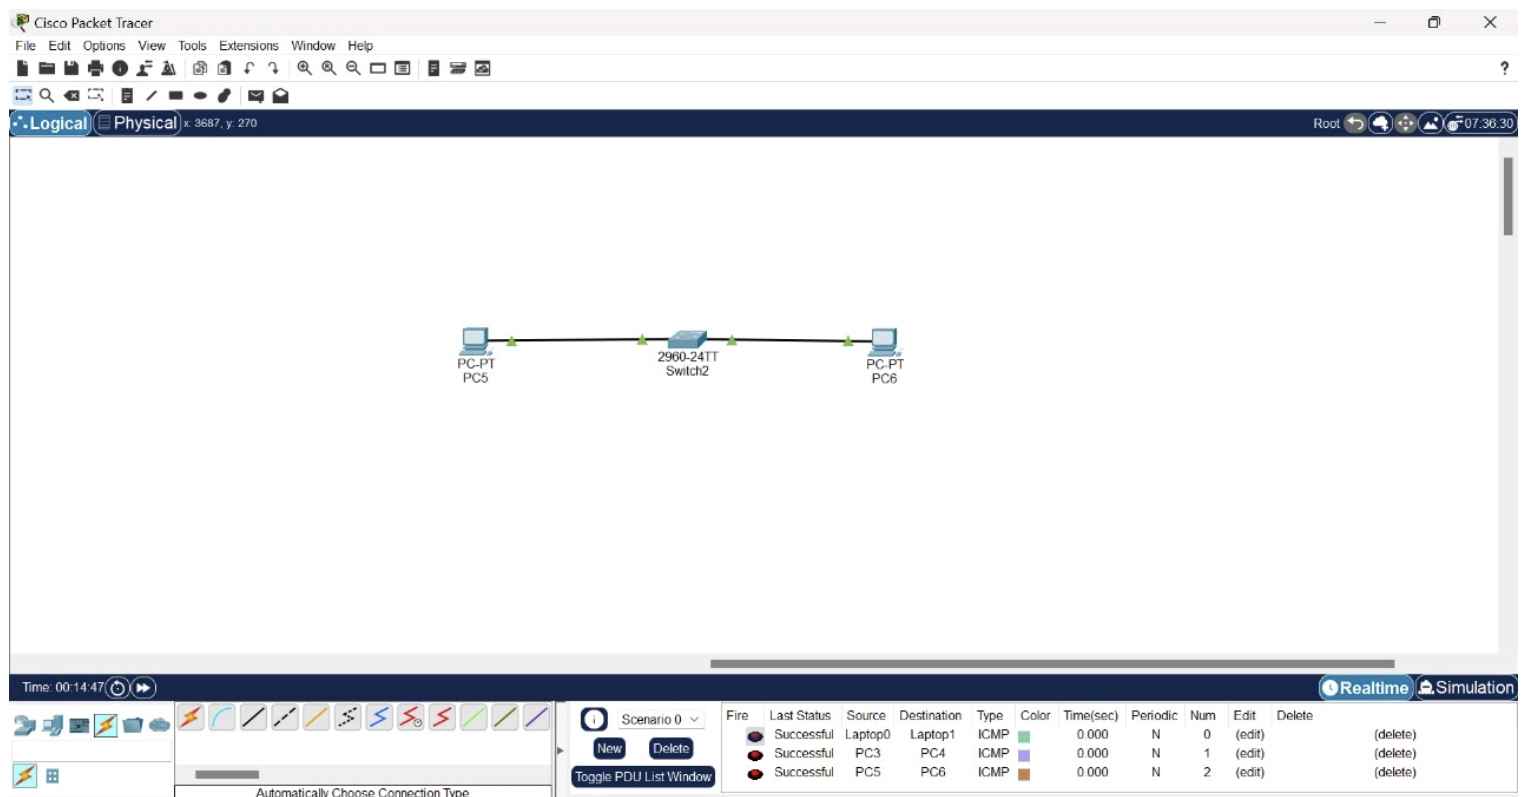 Cisco Packet Tracer
File Edit Options View Tools Extensions Window Help
?
Logical Physical x: 3687, y: 270 Root 07:36:30
PC-PT
PC5
2960-24TT
Switch2
PC-PT
PC6
Time: 00:14:47 Realtime Simulation
Scenario 0
New Delete
Toggle PDU List Window
Fire Last Status Source Destination Type Color Time(sec) Periodic Num Edit Delete
Successful Laptop0 Laptop1 ICMP 0.000 N 0 (edit) (delete)
Successful PC3 PC4 ICMP 0.000 N 1 (edit) (delete)
Successful PC5 PC6 ICMP 0.000 N 2 (edit) (delete)
Automatically Choose Connection Type